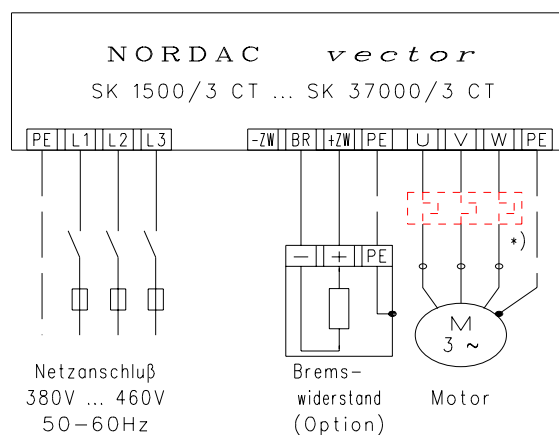 NORDAC vector
SK 1500/3 CT ... SK 37000/3 CT
PE L1 L2 L3 -ZW BR +ZW PE U V W PE
*)
− + PE
M
3 ~
Netzanschluß
380V ... 460V
50-60Hz
Brems-
widerstand
(Option)
Motor